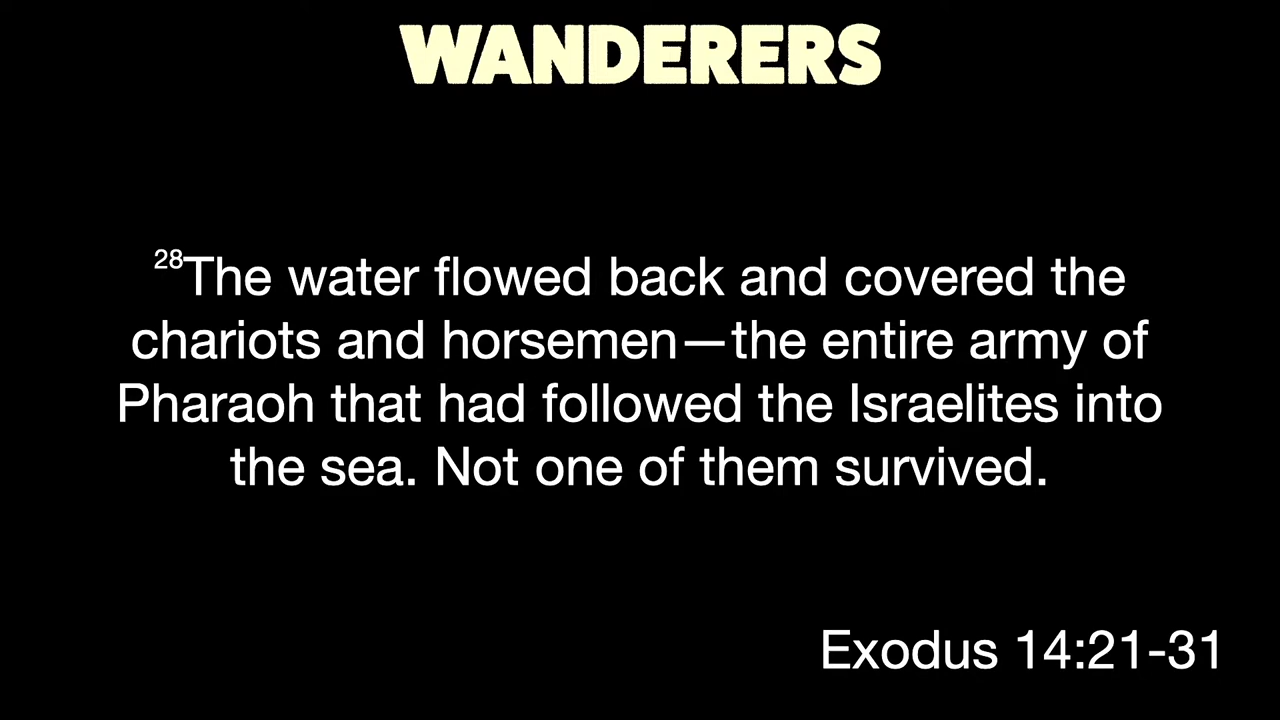 WANDERERS
28The water flowed back and covered the
chariots and horsemen—the entire army of
Pharaoh that had followed the Israelites into
the sea. Not one of them survived.
Exodus 14:21-31